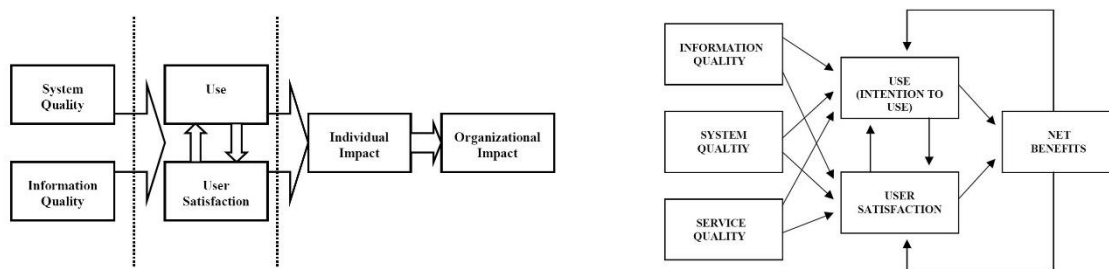 System
Quality
Use
Individual
Impact
Organizational
Impact
Information
Quality
User
Satisfaction
INFORMATION
QUALITY
USE
(INTENTION TO
USE)
SYSTEM
QUALTIY
NET
BENEFITS
USER
SATISFACTION
SERVICE
QUALITY